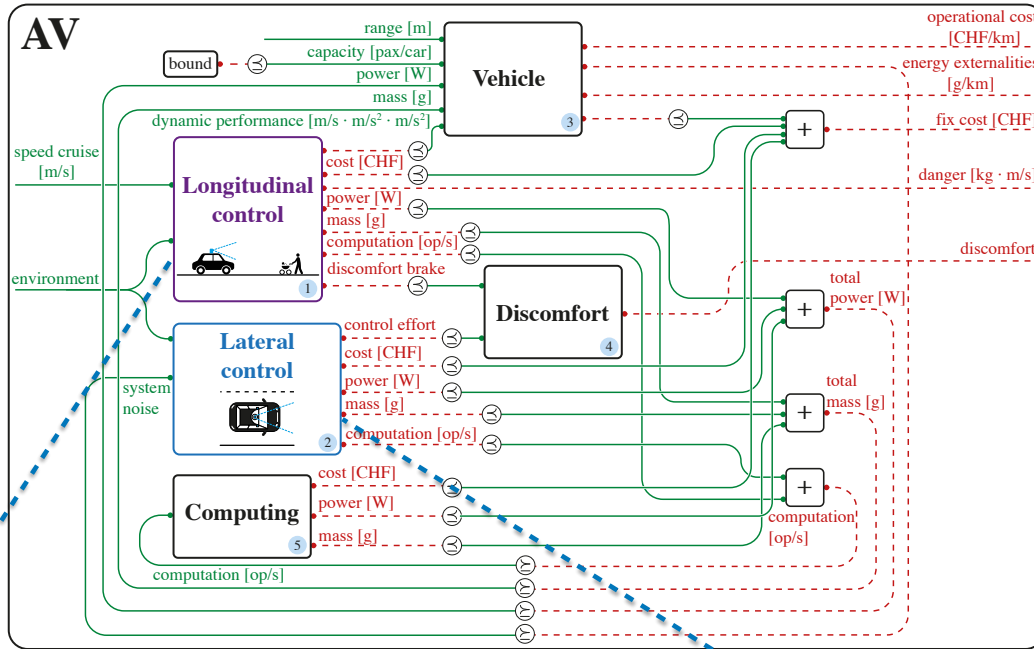 AV
range [m]
capacity [pax/car]
bound
⪯
power [W]
mass [g]
dynamic performance [m/s · m/s² · m/s²]
Vehicle
3
operational cost
[CHF/km]
energy externalities
[g/km]
⪯
+
fix cost [CHF]
speed cruise
[m/s]
environment
Longitudinal
control
1
⪯
cost [CHF]
⪯
danger [kg · m/s]
power [W]
⪯
mass [g]
⪯
computation [op/s]
⪯
discomfort brake
⪯
discomfort
Discomfort
4
total
power [W]
+
system
noise
Lateral
control
2
control effort
⪯
cost [CHF]
⪯
power [W]
⪯
mass [g]
⪯
computation [op/s]
⪯
total
mass [g]
+
+
computation
[op/s]
Computing
5
cost [CHF]
⪯
power [W]
⪯
mass [g]
⪯
computation [op/s]
⪰
⪰
⪰
⪰